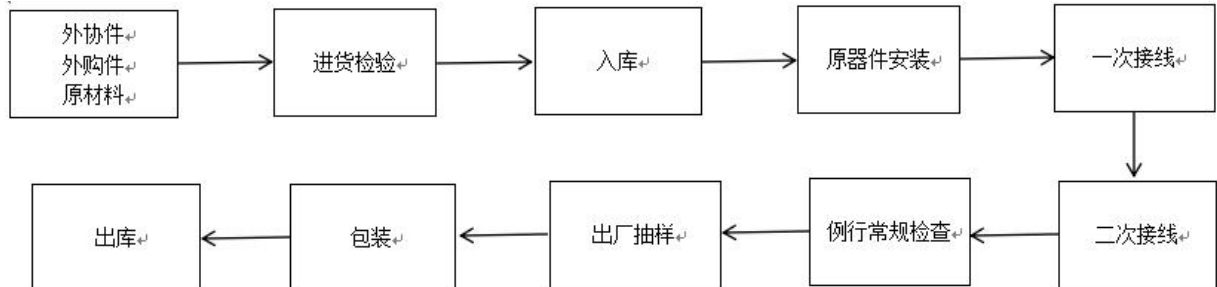 外协件
外购件
原材料
进货检验
入库
原器件安装
一次接线
二次接线
例行常规检查
出厂抽样
包装
出库